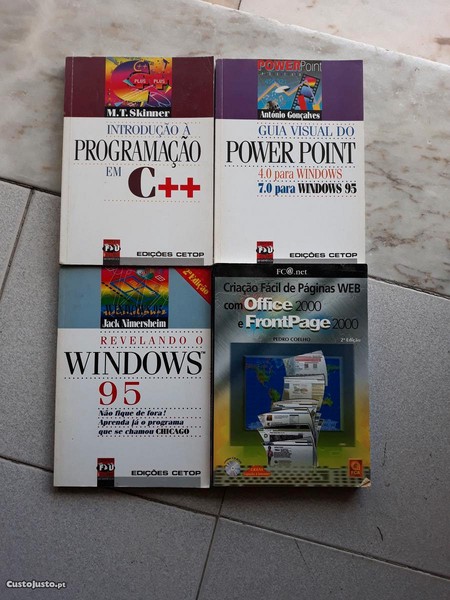 PLUS PLUS
M.T. Skinner
INTRODUÇÃO À
PROGRAMAÇÃO
EM C++
EDIÇÕES CETOP
POWERPoint
António Gonçalves
GUIA VISUAL DO
POWER POINT
4.0 para WINDOWS
7.0 para WINDOWS 95
EDIÇÕES CETOP
2ª Edição
Jack Nimersheim
REVELANDO O
WINDOWS™
95
Não fique de fora!
Aprenda já o programa
que se chamou CHICAGO
EDIÇÕES CETOP
FC@.net
Criação Fácil de Páginas WEB
com Office 2000
e FrontPage 2000
PEDRO COELHO
2ª Edição
CustoJusto.pt